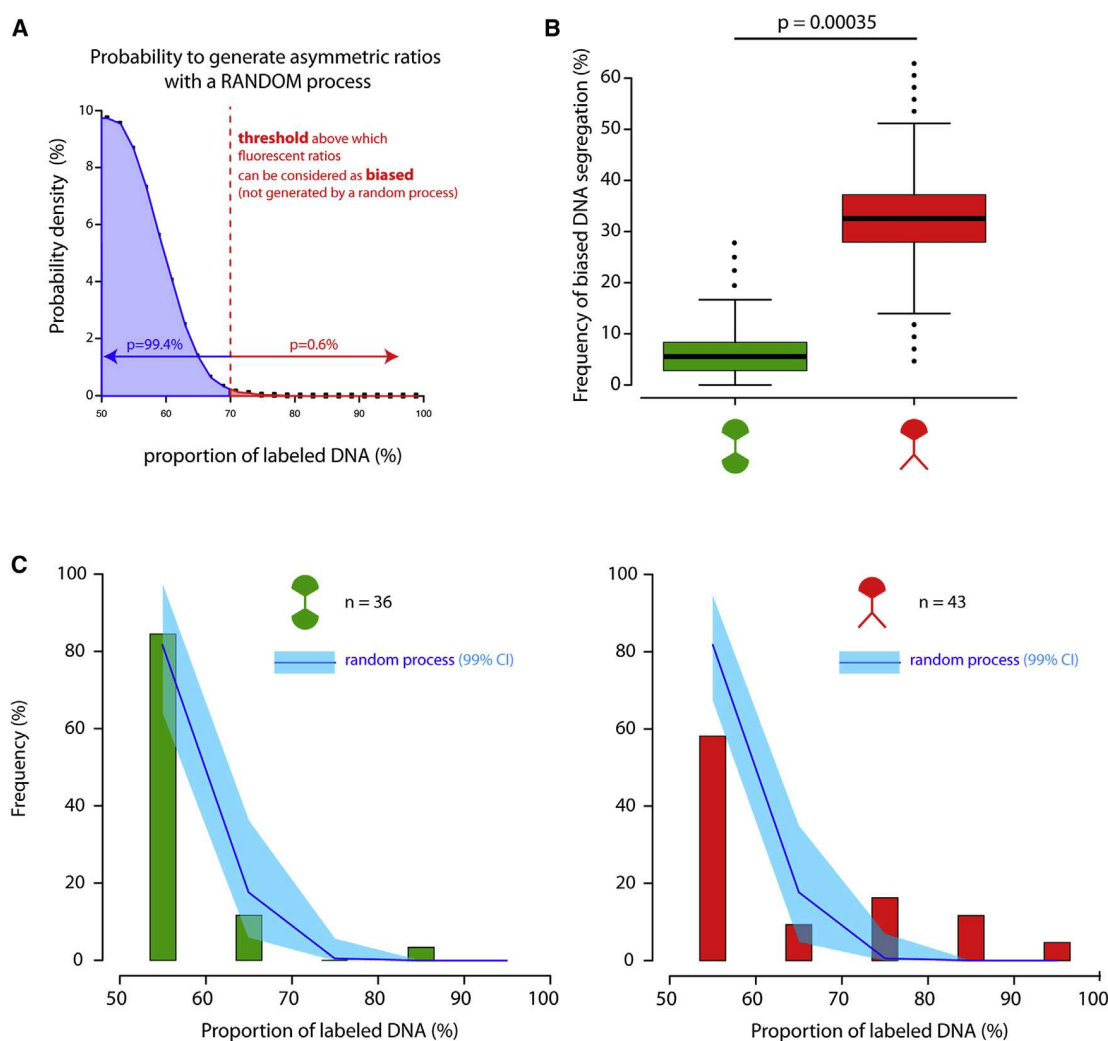 A
Probability to generate asymmetric ratios
with a RANDOM process
10
8
6
4
2
0
Probability density (%)
threshold above which
fluorescent ratios
can be considered as biased
(not generated by a random process)
p=99.4%
p=0.6%
50 60 70 80 90 100
proportion of labeled DNA (%)
B
p = 0.00035
60
50
40
30
20
10
0
Frequency of biased DNA segregation (%)
C
100
80
60
40
20
0
Frequency (%)
n = 36
random process (99% CI)
50 60 70 80 90 100
Proportion of labeled DNA (%)
100
80
60
40
20
0
n = 43
random process (99% CI)
50 60 70 80 90 100
Proportion of labeled DNA (%)